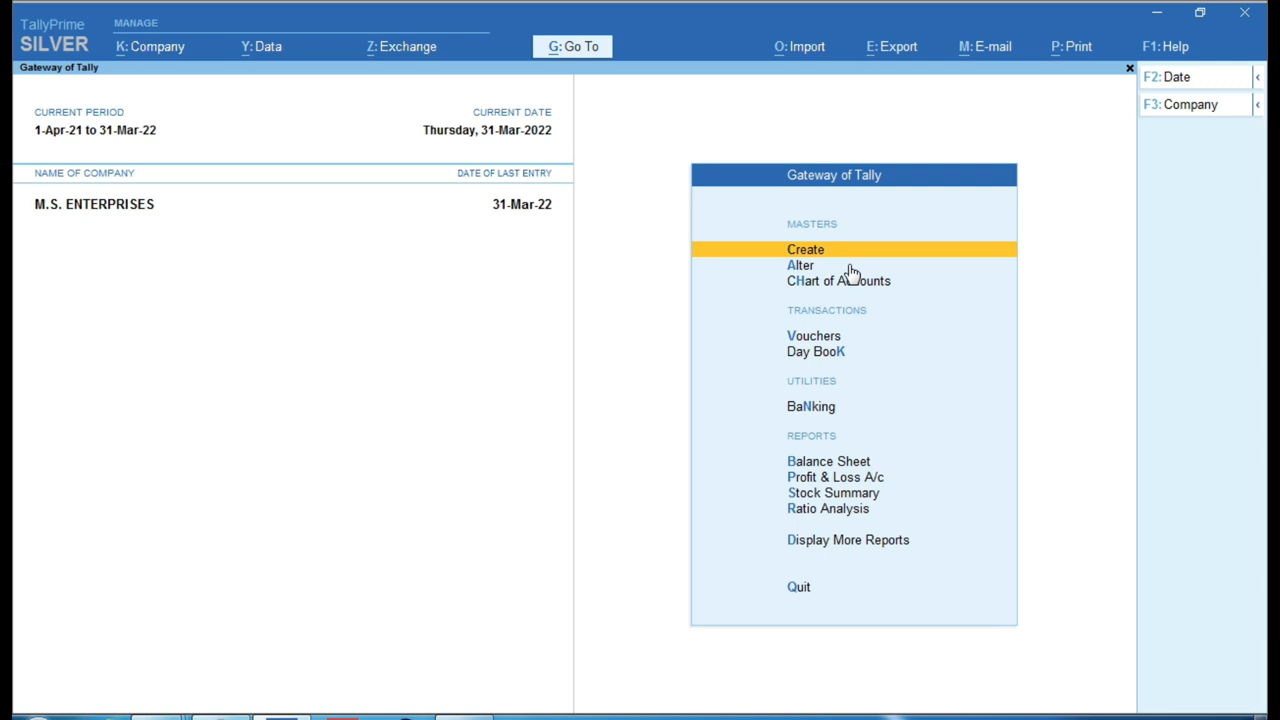 TallyPrime
SILVER
MANAGE
K: Company
Y: Data
Z: Exchange
G: Go To
O: Import
E: Export
M: E-mail
P: Print
F1: Help
Gateway of Tally
F2: Date
F3: Company
CURRENT PERIOD
CURRENT DATE
1-Apr-21 to 31-Mar-22
Thursday, 31-Mar-2022
NAME OF COMPANY
DATE OF LAST ENTRY
M.S. ENTERPRISES
31-Mar-22
Gateway of Tally
MASTERS
Create
Alter
CHart of Accounts
TRANSACTIONS
Vouchers
Day BooK
UTILITIES
BaNking
REPORTS
Balance Sheet
Profit & Loss A/c
Stock Summary
Ratio Analysis
Display More Reports
Quit